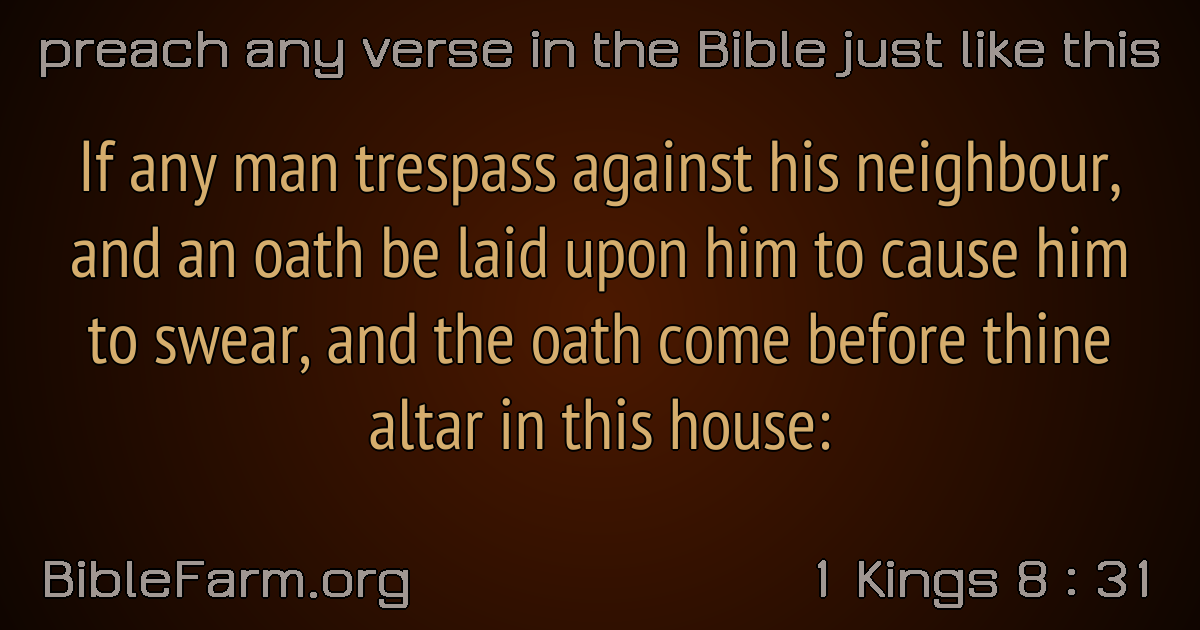 preach any verse in the Bible just like this
If any man trespass against his neighbour,
and an oath be laid upon him to cause him
to swear, and the oath come before thine
altar in this house:
BibleFarm.org
1 Kings 8 : 31